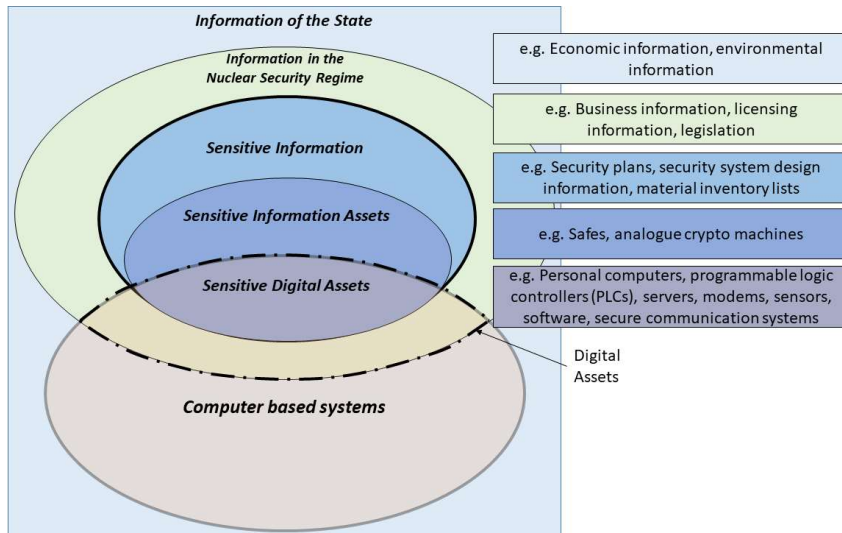 Information of the State
Information in the
Nuclear Security Regime
Sensitive Information
Sensitive Information Assets
Sensitive Digital Assets
Computer based systems
e.g. Economic information, environmental
information
e.g. Business information, licensing
information, legislation
e.g. Security plans, security system design
information, material inventory lists
e.g. Safes, analogue crypto machines
e.g. Personal computers, programmable logic
controllers (PLCs), servers, modems, sensors,
software, secure communication systems
Digital
Assets